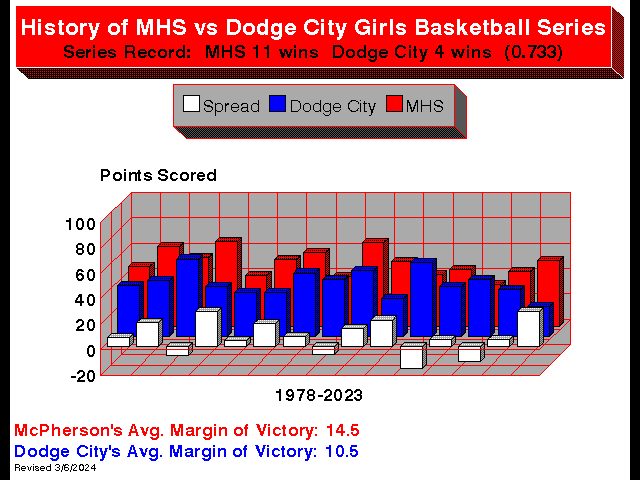 History of MHS vs Dodge City Girls Basketball Series
Series Record: MHS 11 wins Dodge City 4 wins (0.733)
Spread Dodge City MHS
Points Scored
100
80
60
40
20
0
-20
1978-2023
McPherson's Avg. Margin of Victory: 14.5
Dodge City's Avg. Margin of Victory: 10.5
Revised 3/6/2024